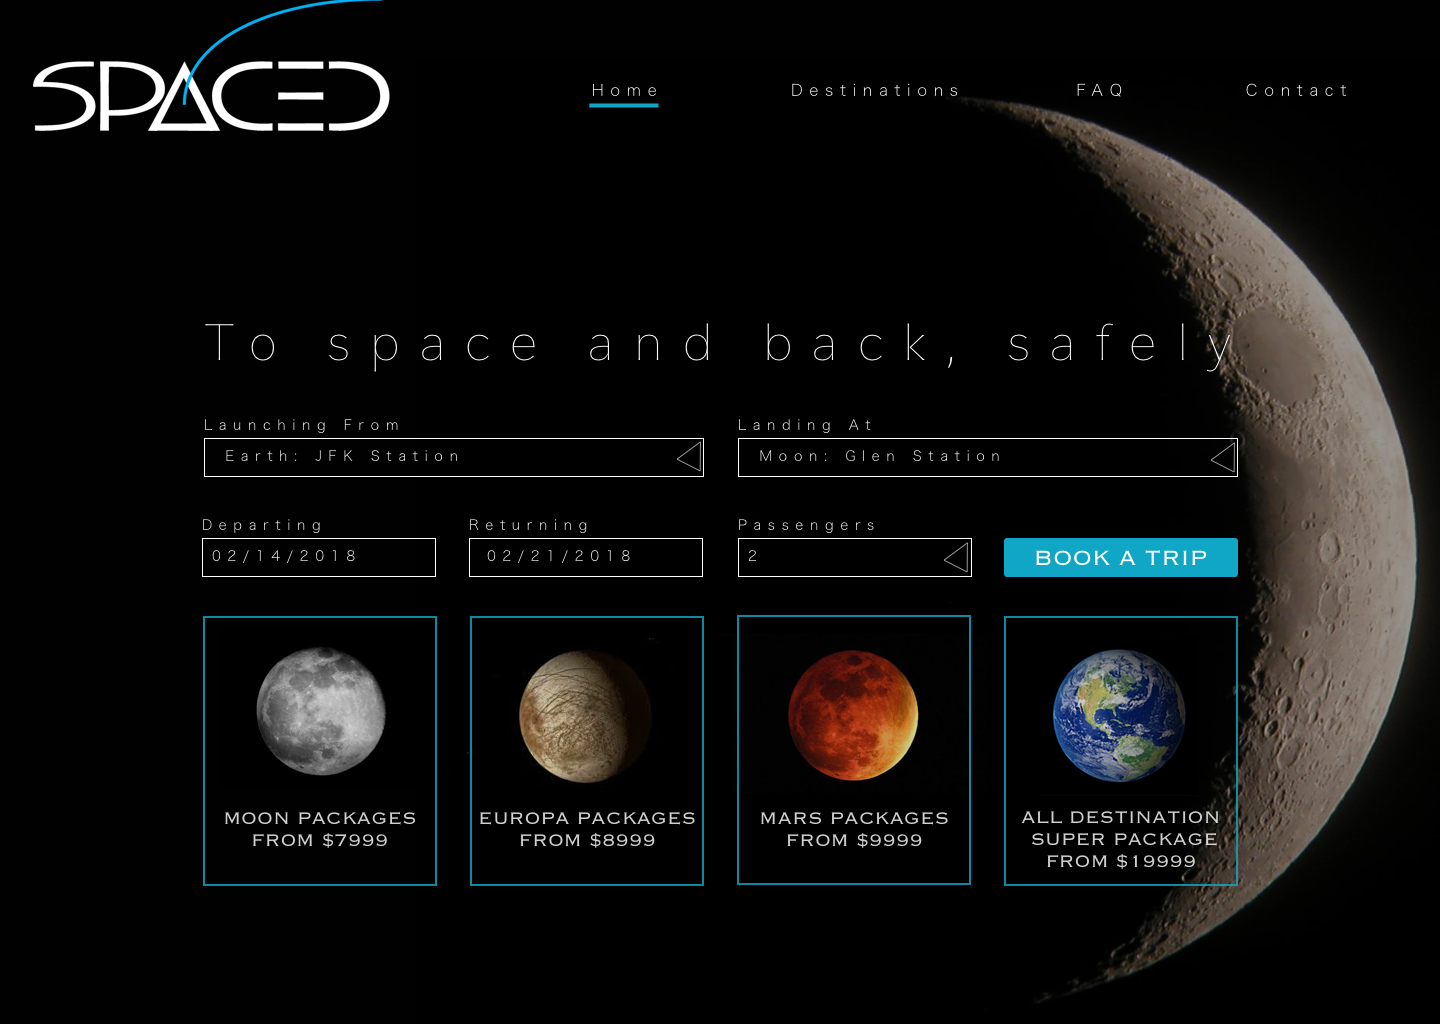 SPACED
Home Destinations FAQ Contact
To space and back, safely
Launching From Landing At
Earth: JFK Station Moon: Glen Station
Departing Returning Passengers
02/14/2018 02/21/2018 2 BOOK A TRIP
MOON PACKAGES
FROM $7999
EUROPA PACKAGES
FROM $8999
MARS PACKAGES
FROM $9999
ALL DESTINATION
SUPER PACKAGE
FROM $19999